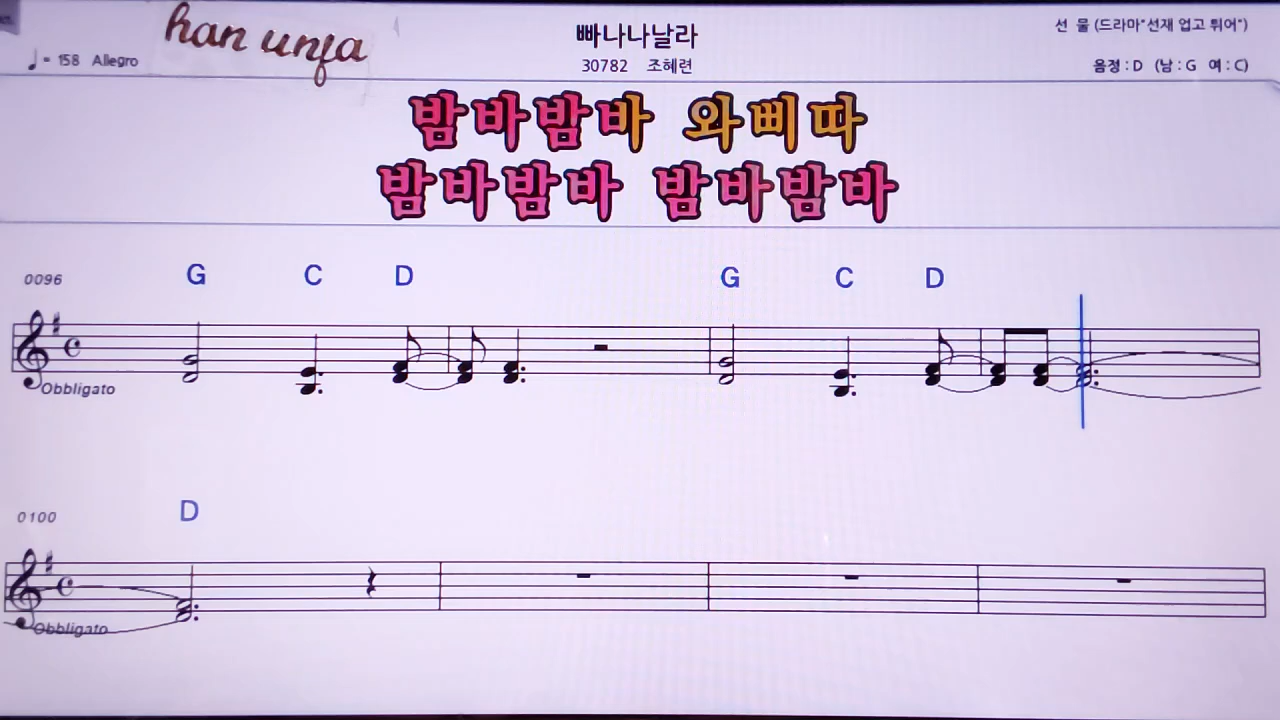 han unja
빠나나날라
선 물 (드라마"선재 업고 튀어")
♩= 158 Allegro
30782 조혜련
음정 : D (남 : G 여 : C)
밤바밤바 와삐따
밤바밤바 밤바밤바
0096 G C D G C D
Obbligato
0100 D
Obbligato